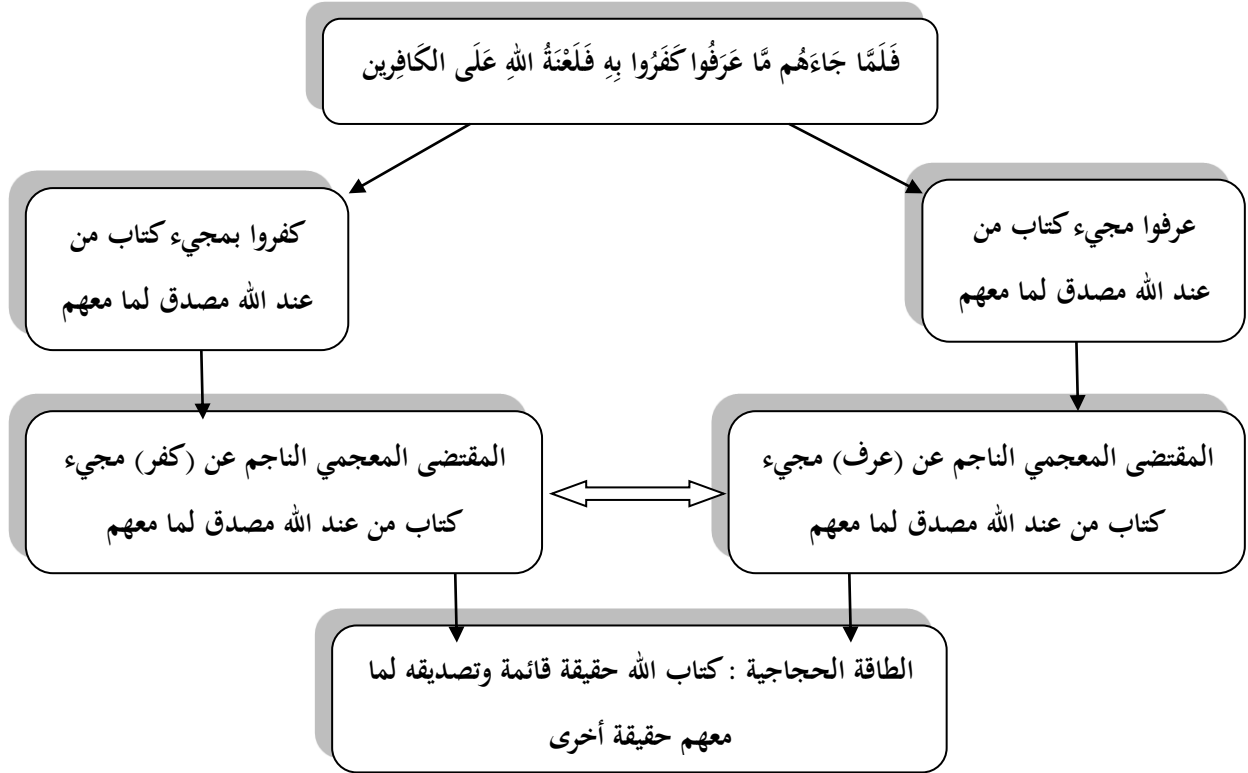 فَلَمَّا جَاءَهُم مَّا عَرَفُوا كَفَرُوا بِهِ فَلَعْنَةُ اللهِ عَلَى الكَافِرِين
عرفوا مجيء كتاب من
عند الله مصدق لما معهم
كفروا بمجيء كتاب من
عند الله مصدق لما معهم
المقتضى المعجمي الناجم عن (عرف) مجيء
كتاب من عند الله مصدق لما معهم
المقتضى المعجمي الناجم عن (كفر) مجيء
كتاب من عند الله مصدق لما معهم
الطاقة الحجاجية : كتاب الله حقيقة قائمة وتصديقه لما
معهم حقيقة أخرى